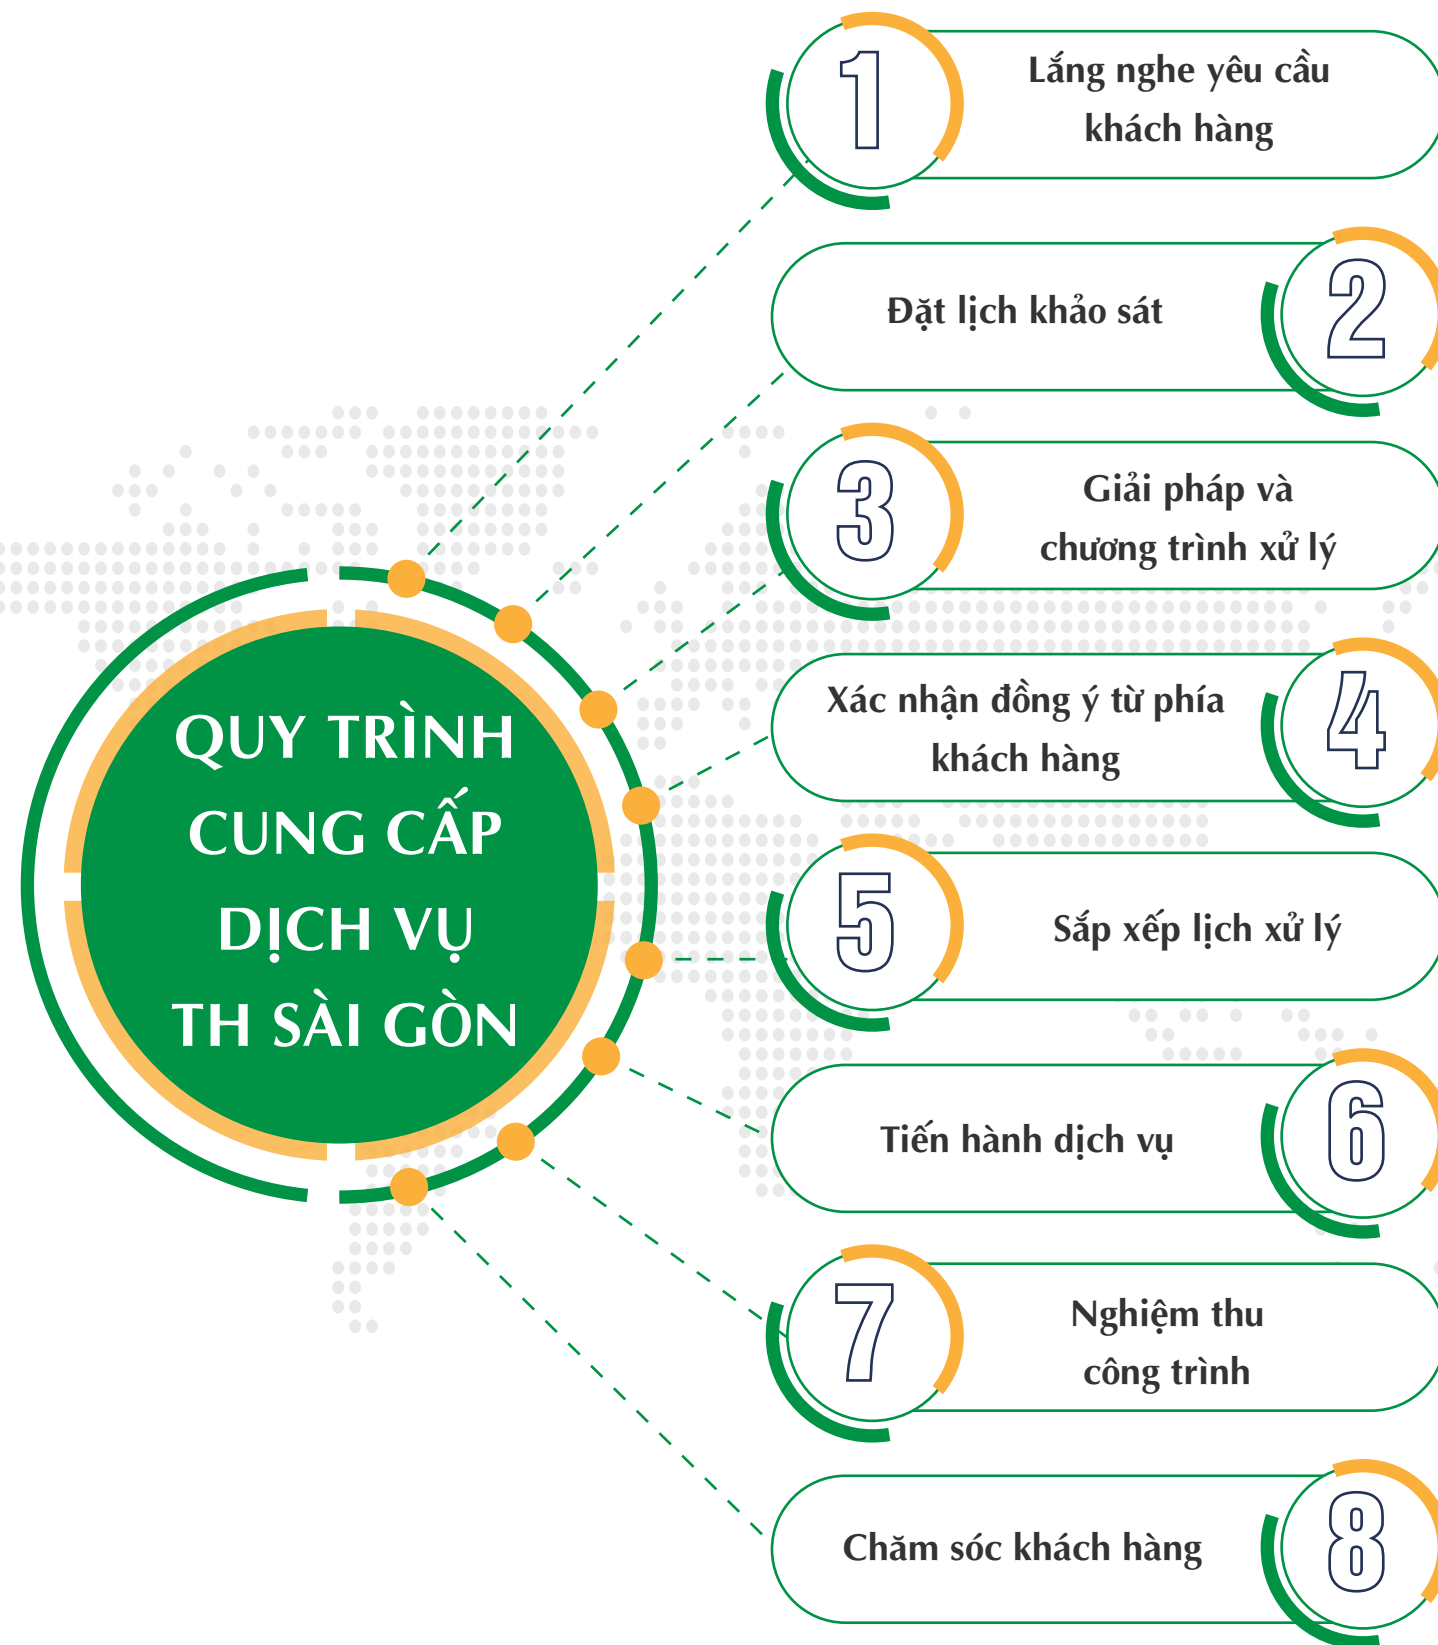 QUY TRÌNH
CUNG CẤP
DỊCH VỤ
TH SÀI GÒN
1
Lắng nghe yêu cầu
khách hàng
Đặt lịch khảo sát
2
3
Giải pháp và
chương trình xử lý
Xác nhận đồng ý từ phía
khách hàng
4
5
Sắp xếp lịch xử lý
Tiến hành dịch vụ
6
7
Nghiệm thu
công trình
Chăm sóc khách hàng
8